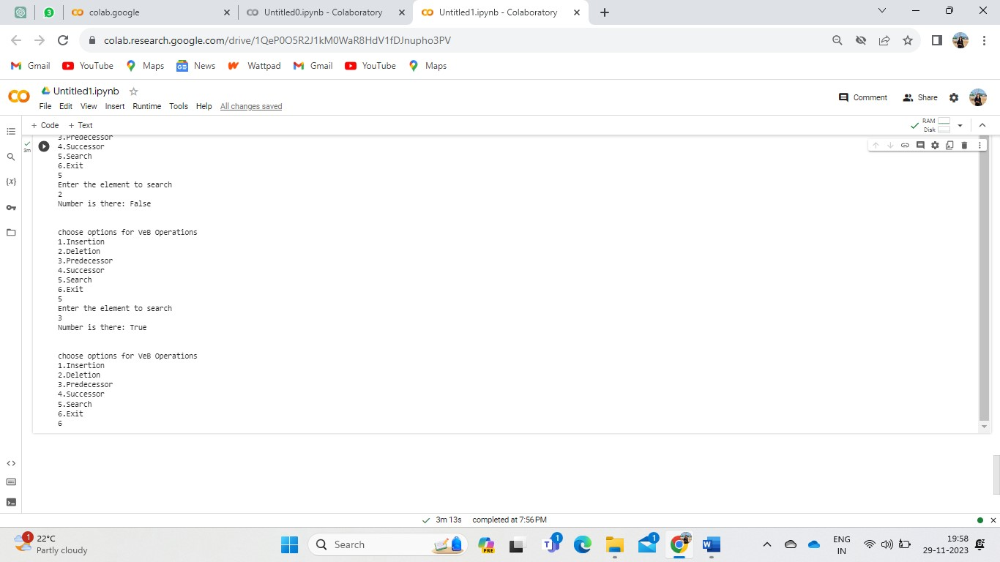 3
colab.google
Untitled0.ipynb - Colaboratory
Untitled1.ipynb - Colaboratory
colab.research.google.com/drive/1QeP0O5R2J1kM0WaR8HdV1fDJnupho3PV
Gmail YouTube Maps News Wattpad Gmail YouTube Maps
Untitled1.ipynb
File Edit View Insert Runtime Tools Help All changes saved
Comment Share
+ Code + Text
RAM
Disk
3m
3.Predecessor
4.Successor
5.Search
6.Exit
5
Enter the element to search
2
Number is there: False
choose options for VeB Operations
1.Insertion
2.Deletion
3.Predecessor
4.Successor
5.Search
6.Exit
5
Enter the element to search
3
Number is there: True
choose options for VeB Operations
1.Insertion
2.Deletion
3.Predecessor
4.Successor
5.Search
6.Exit
6
{x}
3m 13s completed at 7:56 PM
1
22°C
Partly cloudy
Search
PRE
1
1
ENG
IN
19:58
29-11-2023